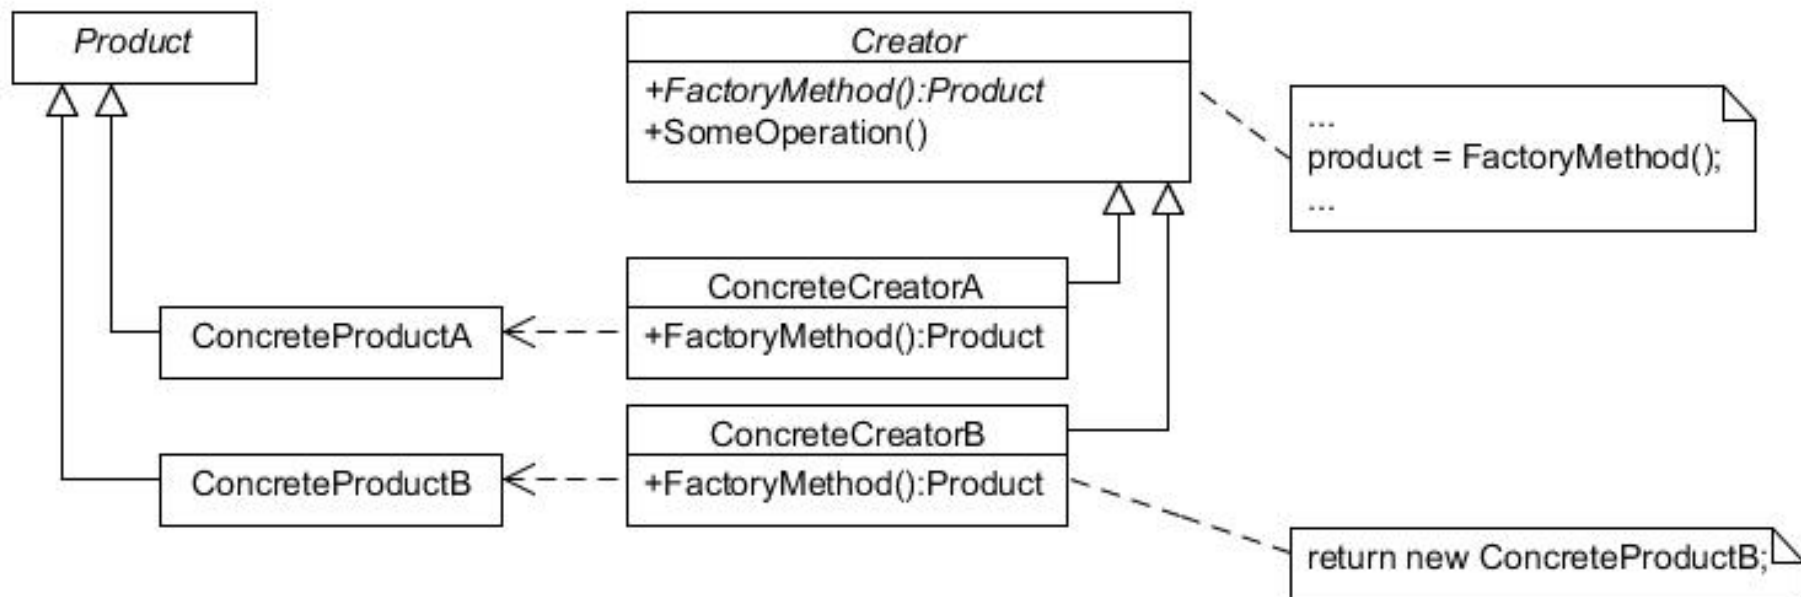 Product
Creator
+FactoryMethod():Product
+SomeOperation()
...
product = FactoryMethod();
...
ConcreteCreatorA
+FactoryMethod():Product
ConcreteProductA
ConcreteCreatorB
+FactoryMethod():Product
ConcreteProductB
return new ConcreteProductB;